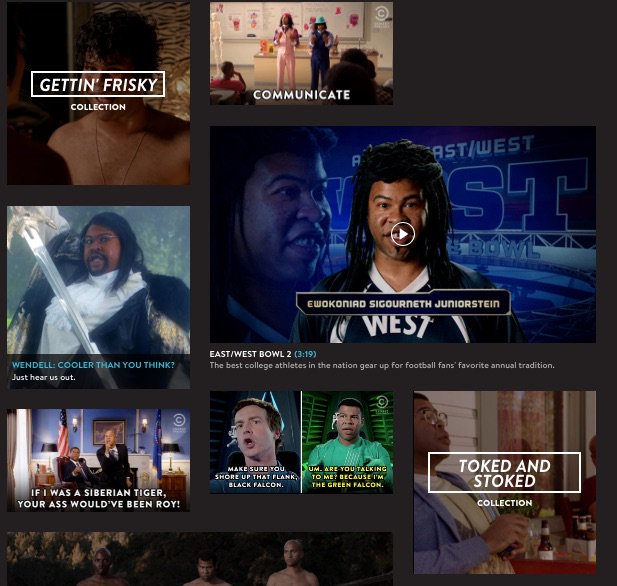 GETTIN' FRISKY
COLLECTION
COMMUNICATE
EAST/WEST
BOWL
EWOKONIAD SIGOURNETH JUNIORSTEIN
WEST
EAST/WEST BOWL 2 (3:19)
The best college athletes in the nation gear up for football fans' favorite annual tradition.
WENDELL: COOLER THAN YOU THINK?
Just hear us out.
IF I WAS A SIBERIAN TIGER,
YOUR ASS WOULD'VE BEEN ROY!
MAKE SURE YOU
SHORE UP THAT FLANK,
BLACK FALCON.
UM, ARE YOU TALKING
TO ME? BECAUSE I'M
THE GREEN FALCON.
TOKED AND
STOKED
COLLECTION